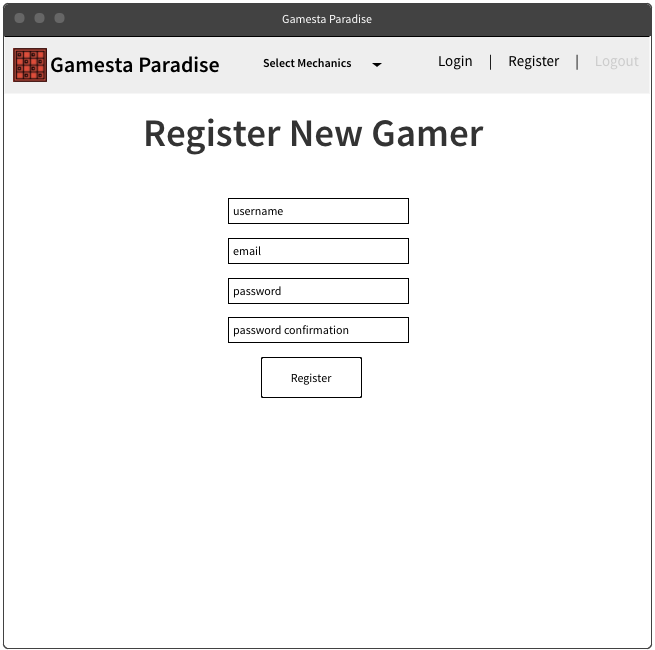 Gamesta Paradise
Gamesta Paradise Select Mechanics Login | Register | Logout
Register New Gamer
username
email
password
password confirmation
Register